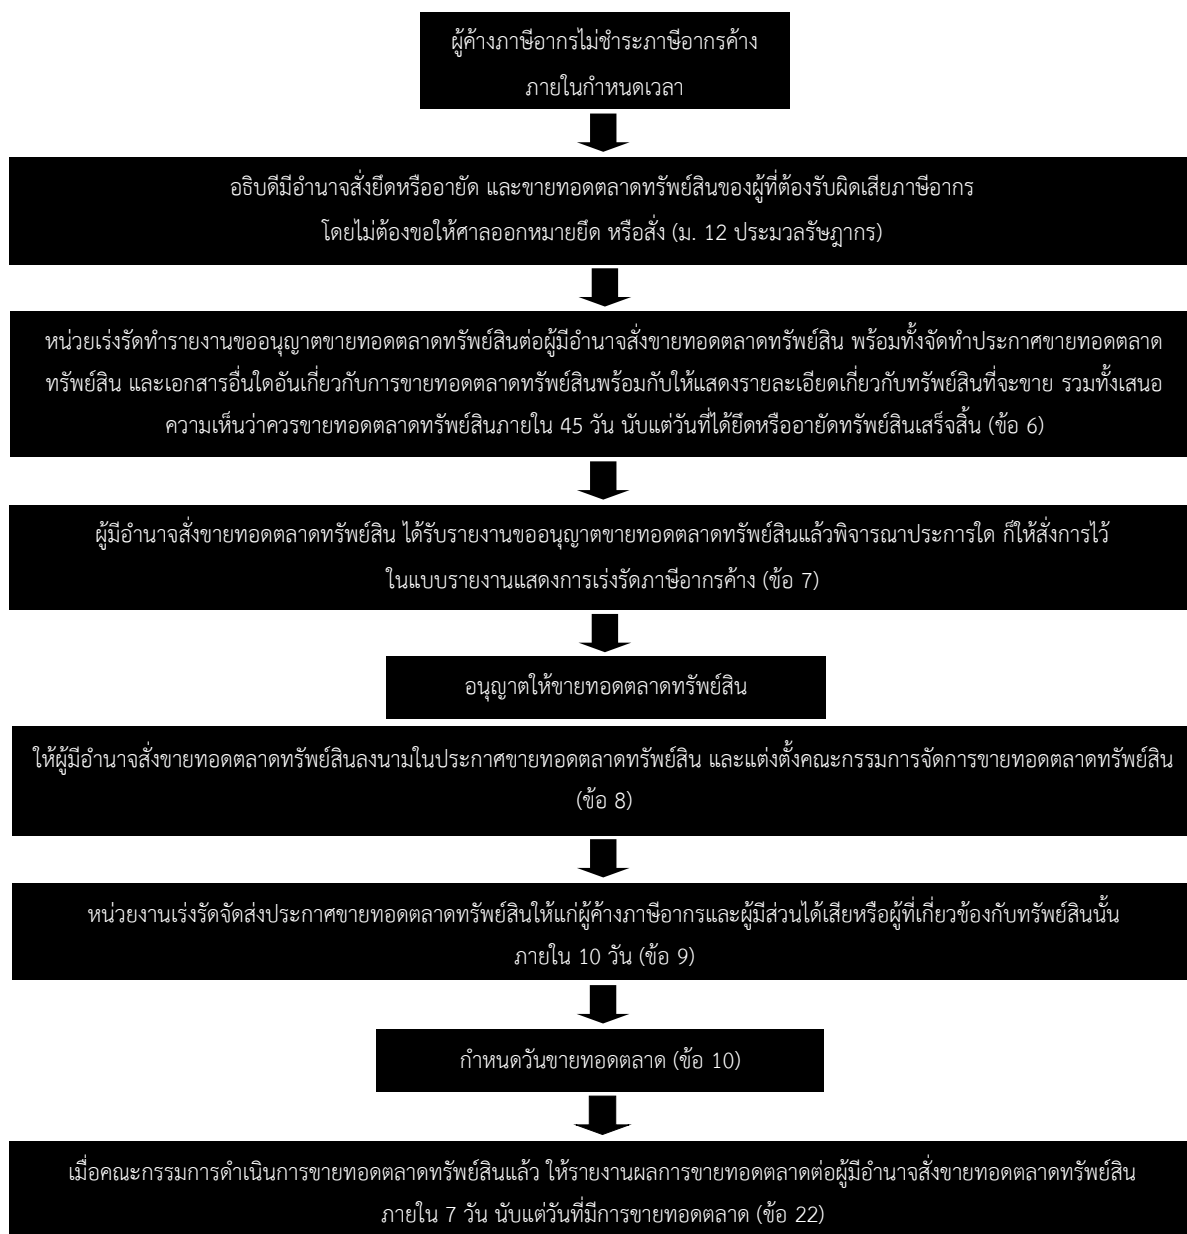 ผู้ค้างภาษีอากรไม่ชำระภาษีอากรค้าง
ภายในกำหนดเวลา
อธิบดีมีอำนาจสั่งยึดหรืออายัด และขายทอดตลาดทรัพย์สินของผู้ที่ต้องรับผิดเสียภาษีอากร
โดยไม่ต้องขอให้ศาลออกหมายยึด หรือสั่ง (ม. 12 ประมวลรัษฎากร)
หน่วยเร่งรัดทำรายงานขออนุญาตขายทอดตลาดทรัพย์สินต่อผู้มีอำนาจสั่งขายทอดตลาดทรัพย์สิน พร้อมทั้งจัดทำประกาศขายทอดตลาด
ทรัพย์สิน และเอกสารอื่นใดอันเกี่ยวกับการขายทอดตลาดทรัพย์สินพร้อมกับให้แสดงรายละเอียดเกี่ยวกับทรัพย์สินที่จะขาย รวมทั้งเสนอ
ความเห็นว่าควรขายทอดตลาดทรัพย์สินภายใน 45 วัน นับแต่วันที่ได้ยึดหรืออายัดทรัพย์สินเสร็จสิ้น (ข้อ 6)
ผู้มีอำนาจสั่งขายทอดตลาดทรัพย์สิน ได้รับรายงานขออนุญาตขายทอดตลาดทรัพย์สินแล้วพิจารณาประการใด ก็ให้สั่งการไว้
ในแบบรายงานแสดงการเร่งรัดภาษีอากรค้าง (ข้อ 7)
อนุญาตให้ขายทอดตลาดทรัพย์สิน
ให้ผู้มีอำนาจสั่งขายทอดตลาดทรัพย์สินลงนามในประกาศขายทอดตลาดทรัพย์สิน และแต่งตั้งคณะกรรมการจัดการขายทอดตลาดทรัพย์สิน
(ข้อ 8)
หน่วยงานเร่งรัดจัดส่งประกาศขายทอดตลาดทรัพย์สินให้แก่ผู้ค้างภาษีอากรและผู้มีส่วนได้เสียหรือผู้ที่เกี่ยวข้องกับทรัพย์สินนั้น
ภายใน 10 วัน (ข้อ 9)
กำหนดวันขายทอดตลาด (ข้อ 10)
เมื่อคณะกรรมการดำเนินการขายทอดตลาดทรัพย์สินแล้ว ให้รายงานผลการขายทอดตลาดต่อผู้มีอำนาจสั่งขายทอดตลาดทรัพย์สิน
ภายใน 7 วัน นับแต่วันที่มีการขายทอดตลาด (ข้อ 22)